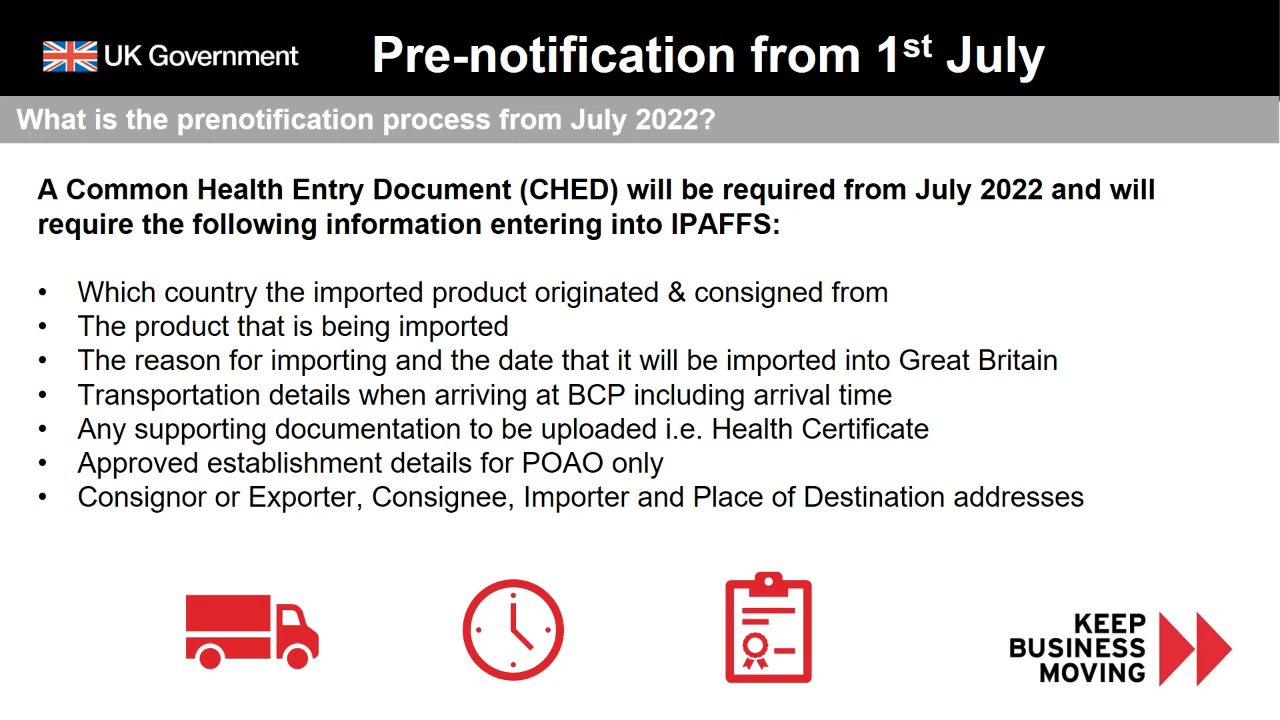 UK Government
Pre-notification from 1st July
What is the prenotification process from July 2022?
A Common Health Entry Document (CHED) will be required from July 2022 and will
require the following information entering into IPAFFS:
• Which country the imported product originated & consigned from
• The product that is being imported
• The reason for importing and the date that it will be imported into Great Britain
• Transportation details when arriving at BCP including arrival time
• Any supporting documentation to be uploaded i.e. Health Certificate
• Approved establishment details for POAO only
• Consignor or Exporter, Consignee, Importer and Place of Destination addresses
KEEP
BUSINESS
MOVING